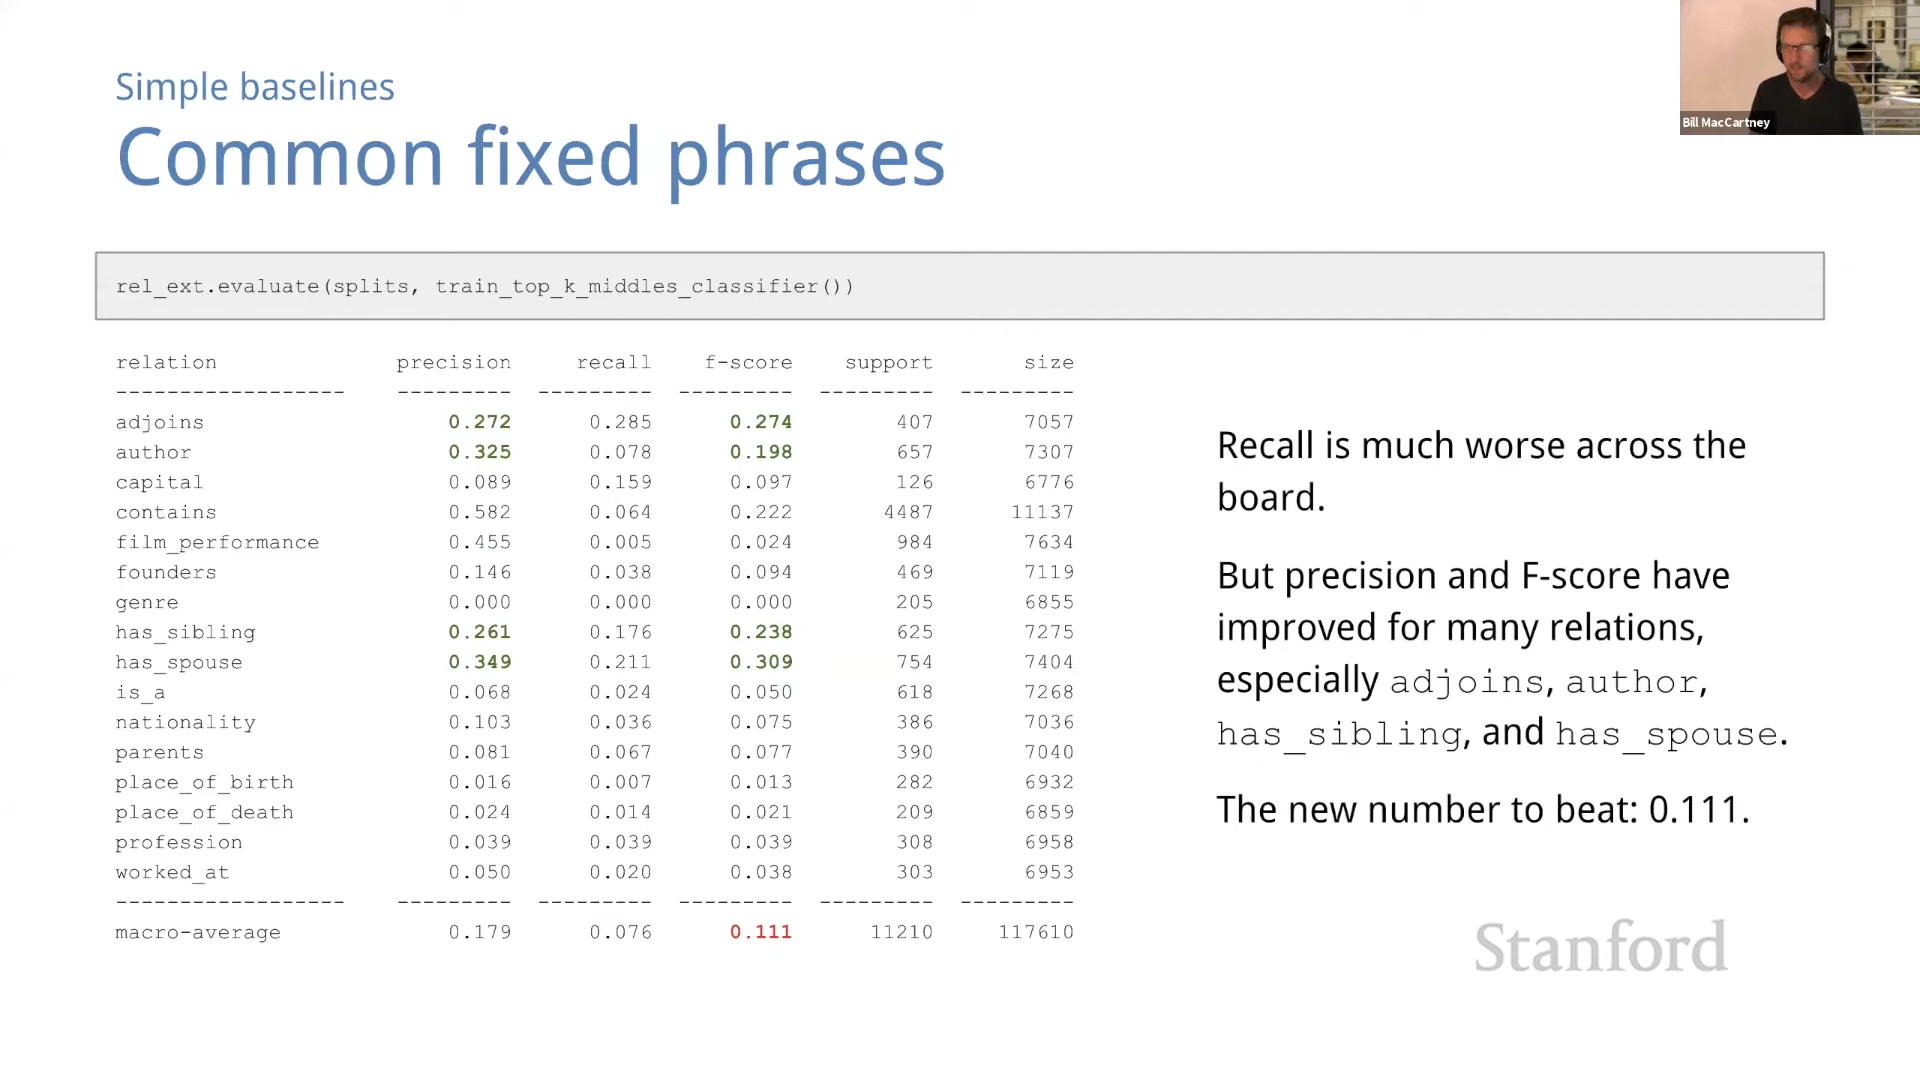 Simple baselines
Common fixed phrases
Bill MacCartney
rel_ext.evaluate(splits, train_top_k_middles_classifier())
relation precision recall f-score support size
------------------ --------- --------- --------- --------- ---------
adjoins 0.272 0.285 0.274 407 7057
author 0.325 0.078 0.198 657 7307
capital 0.089 0.159 0.097 126 6776
contains 0.582 0.064 0.222 4487 11137
film_performance 0.455 0.005 0.024 984 7634
founders 0.146 0.038 0.094 469 7119
genre 0.000 0.000 0.000 205 6855
has_sibling 0.261 0.176 0.238 625 7275
has_spouse 0.349 0.211 0.309 754 7404
is_a 0.068 0.024 0.050 618 7268
nationality 0.103 0.036 0.075 386 7036
parents 0.081 0.067 0.077 390 7040
place_of_birth 0.016 0.007 0.013 282 6932
place_of_death 0.024 0.014 0.021 209 6859
profession 0.039 0.039 0.039 308 6958
worked_at 0.050 0.020 0.038 303 6953
------------------ --------- --------- --------- --------- ---------
macro-average 0.179 0.076 0.111 11210 117610
Recall is much worse across the
board.
But precision and F-score have
improved for many relations,
especially adjoins, author,
has_sibling, and has_spouse.
The new number to beat: 0.111.
Stanford